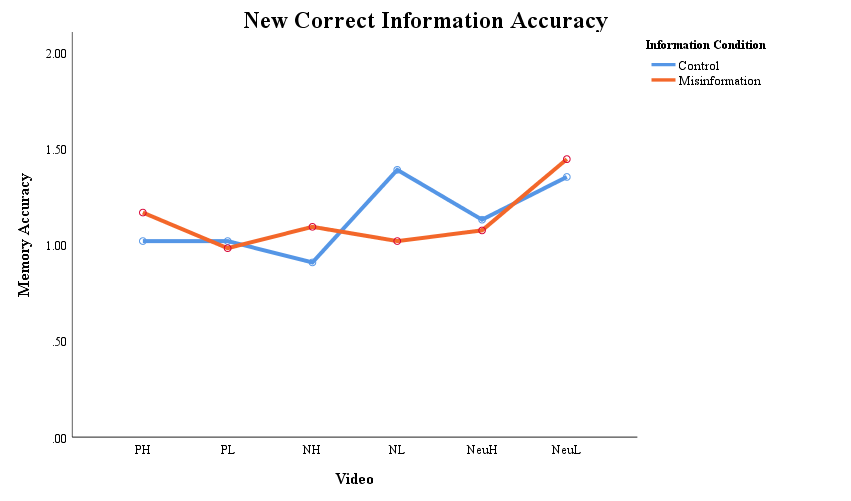 New Correct Information Accuracy
Information Condition
Control
Misinformation
Memory Accuracy
2.00
1.50
1.00
.50
.00
PH
PL
NH
NL
NeuH
NeuL
Video